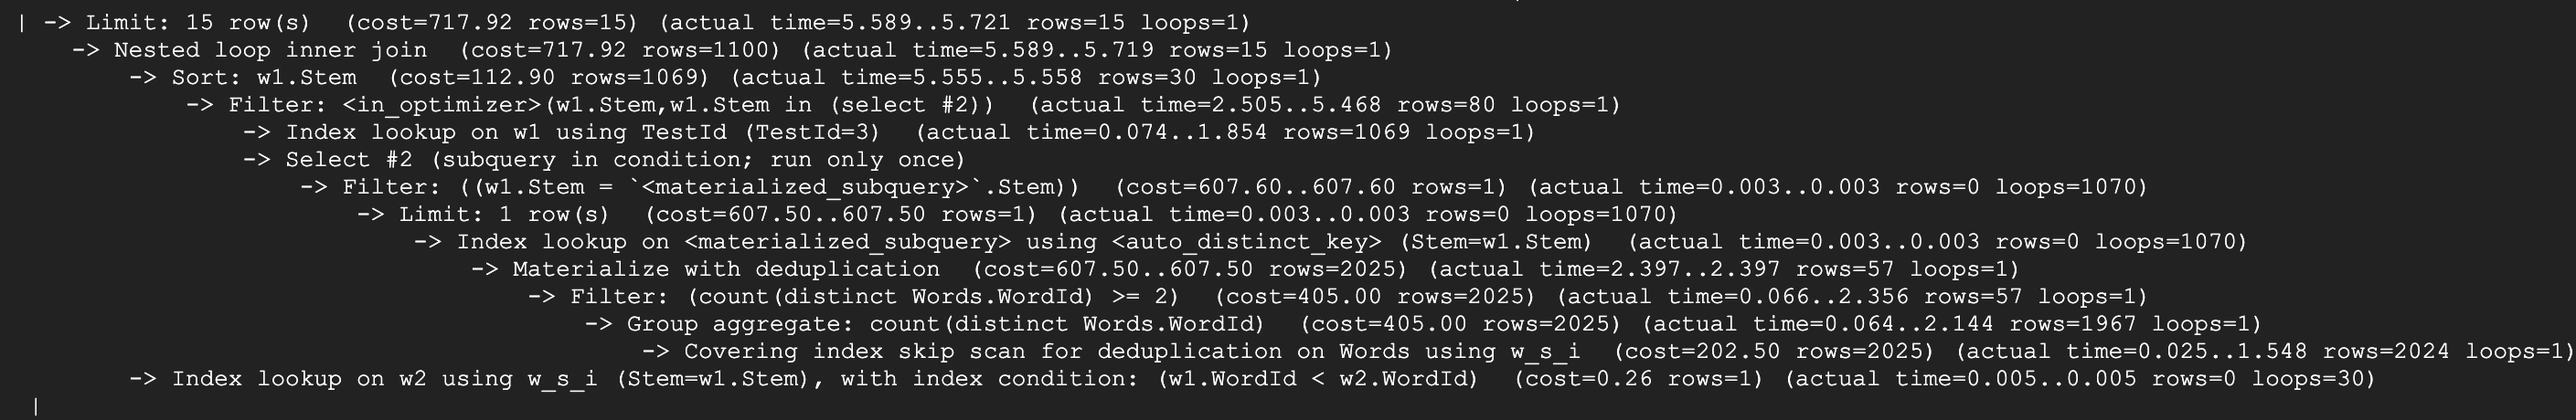 | -> Limit: 15 row(s)  (cost=717.92 rows=15) (actual time=5.589..5.721 rows=15 loops=1)
    -> Nested loop inner join  (cost=717.92 rows=1100) (actual time=5.589..5.719 rows=15 loops=1)
        -> Sort: w1.Stem  (cost=112.90 rows=1069) (actual time=5.555..5.558 rows=30 loops=1)
            -> Filter: <in_optimizer>(w1.Stem,w1.Stem in (select #2))  (actual time=2.505..5.468 rows=80 loops=1)
                -> Index lookup on w1 using TestId (TestId=3)  (actual time=0.074..1.854 rows=1069 loops=1)
                -> Select #2 (subquery in condition; run only once)
                    -> Filter: ((w1.Stem = `<materialized_subquery>`.Stem))  (cost=607.60..607.60 rows=1) (actual time=0.003..0.003 rows=0 loops=1070)
                        -> Limit: 1 row(s)  (cost=607.50..607.50 rows=1) (actual time=0.003..0.003 rows=0 loops=1070)
                            -> Index lookup on <materialized_subquery> using <auto_distinct_key> (Stem=w1.Stem)  (actual time=0.003..0.003 rows=0 loops=1070)
                                -> Materialize with deduplication  (cost=607.50..607.50 rows=2025) (actual time=2.397..2.397 rows=57 loops=1)
                                    -> Filter: (count(distinct Words.WordId) >= 2)  (cost=405.00 rows=2025) (actual time=0.066..2.356 rows=57 loops=1)
                                        -> Group aggregate: count(distinct Words.WordId)  (cost=405.00 rows=2025) (actual time=0.064..2.144 rows=1967 loops=1)
                                            -> Covering index skip scan for deduplication on Words using w_s_i  (cost=202.50 rows=2025) (actual time=0.025..1.548 rows=2024 loops=1)
        -> Index lookup on w2 using w_s_i (Stem=w1.Stem), with index condition: (w1.WordId < w2.WordId)  (cost=0.26 rows=1) (actual time=0.005..0.005 rows=0 loops=30)
 |